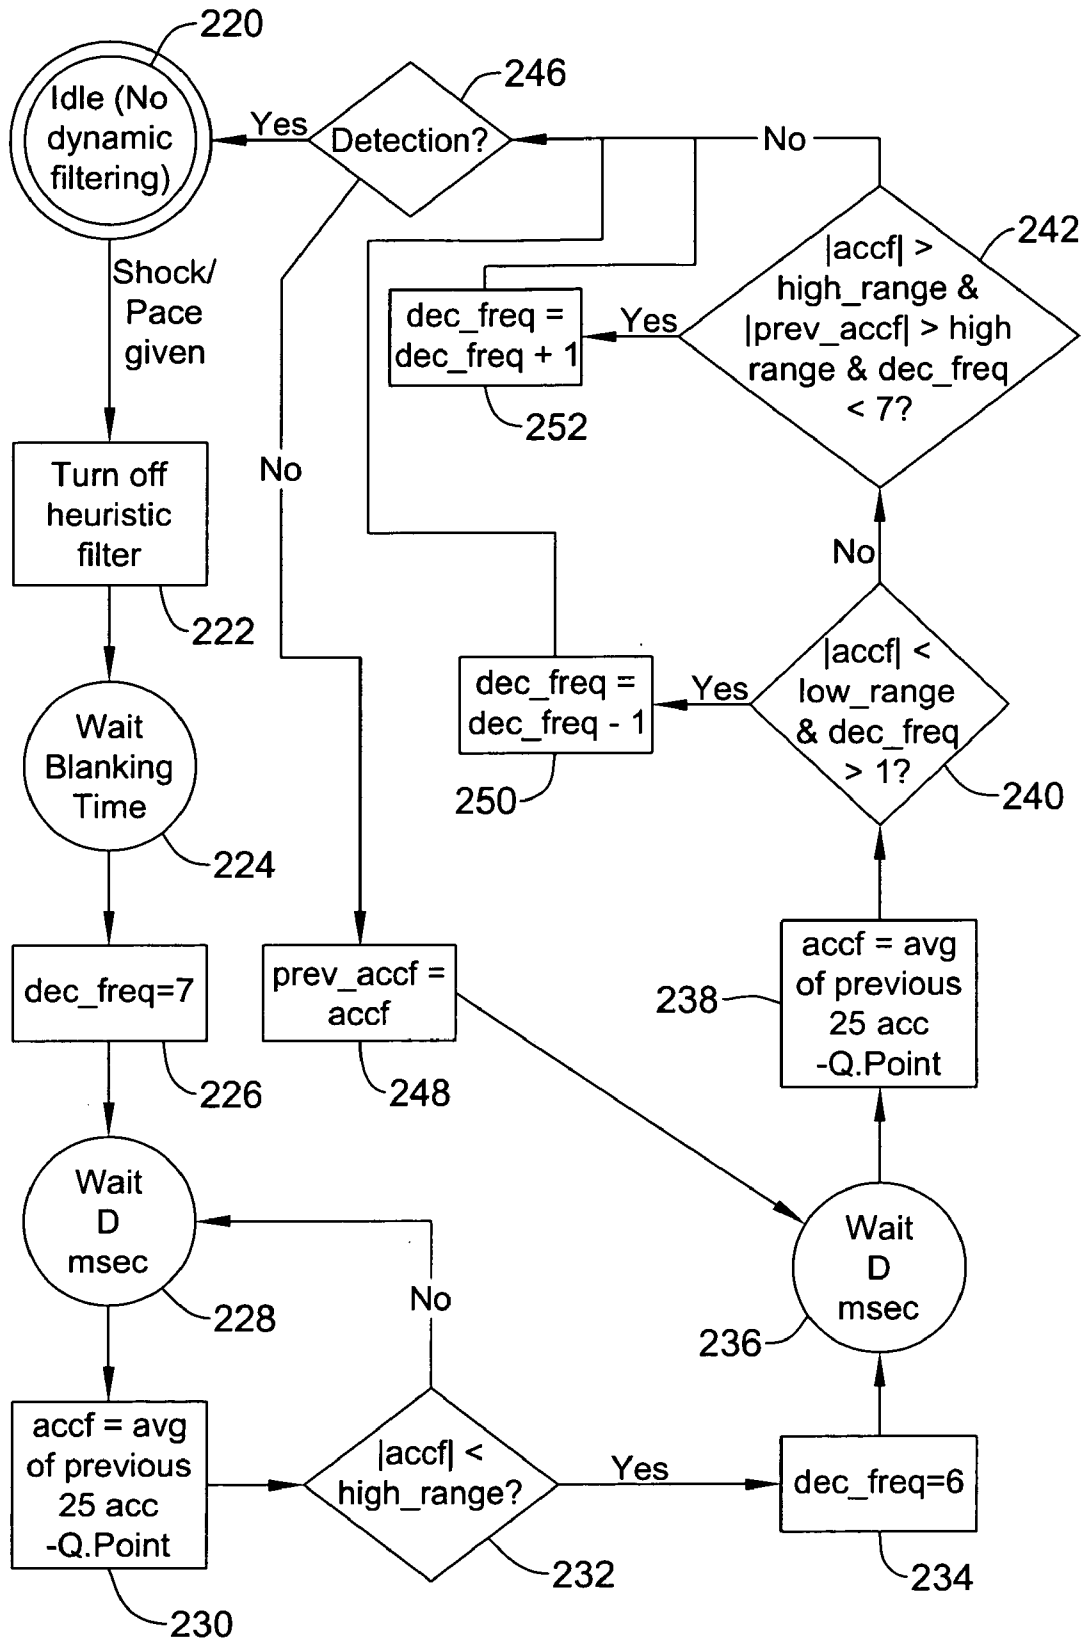 220
Idle (No
dynamic
filtering)
Yes
Detection?
246
No
242
|accf| >
high_range &
|prev_accf| > high
range & dec_freq
< 7?
Yes
dec_freq =
dec_freq + 1
252
Shock/
Pace
given
No
Turn off
heuristic
filter
222
No
|accf| <
low_range
& dec_freq
> 1?
240
Yes
dec_freq =
dec_freq - 1
250
Wait
Blanking
Time
224
dec_freq=7
226
prev_accf =
accf
248
accf = avg
of previous
25 acc
-Q.Point
238
Wait
D
msec
228
Wait
D
msec
236
No
accf = avg
of previous
25 acc
-Q.Point
230
|accf| <
high_range?
232
Yes
dec_freq=6
234